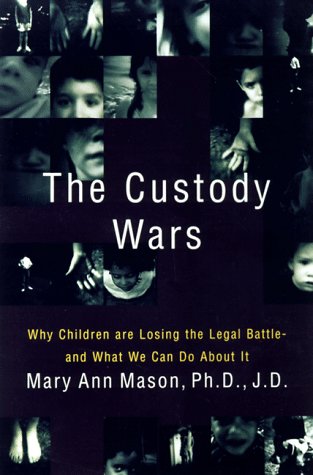 The Custody
Wars
Why Children are Losing the Legal Battle-
and What We Can Do About It
Mary Ann Mason, Ph.D., J.D.